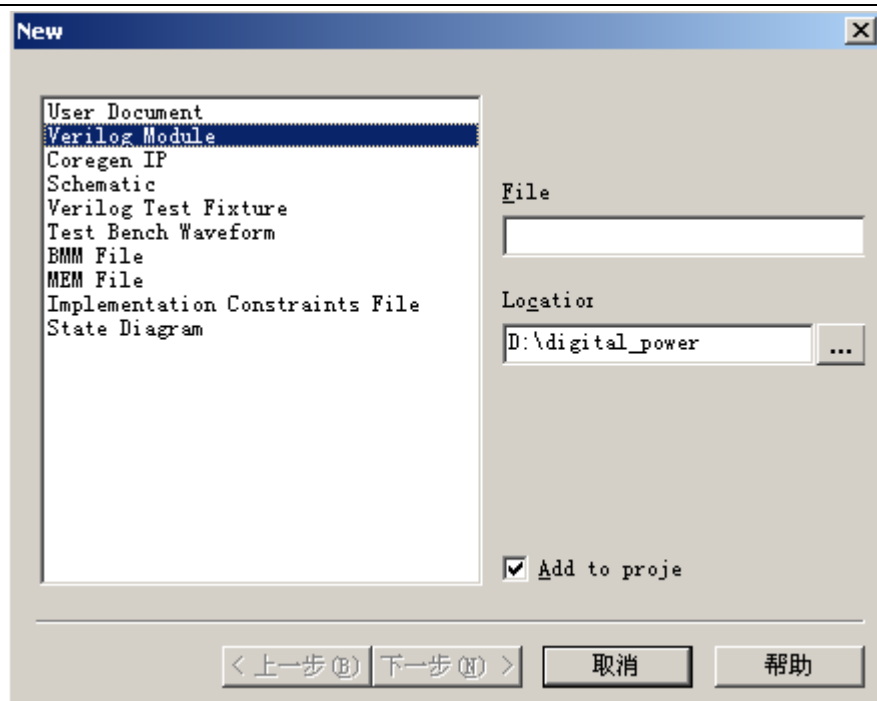 New
User Document
Verilog Module
Coregen IP
Schematic
Verilog Test Fixture
Test Bench Waveform
BMM File
MEM File
Implementation Constraints File
State Diagram
File
Location
D:\digital_power
...
Add to proje
< 上一步(B)
下一步(N) >
取消
帮助